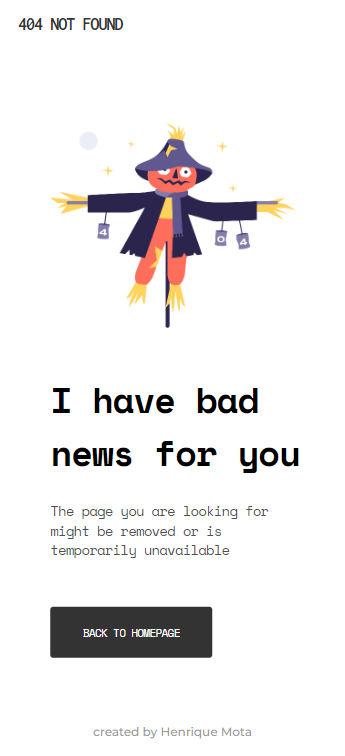 404 NOT FOUND
4
0
4
I have bad
news for you
The page you are looking for
might be removed or is
temporarily unavailable
BACK TO HOMEPAGE
created by Henrique Mota